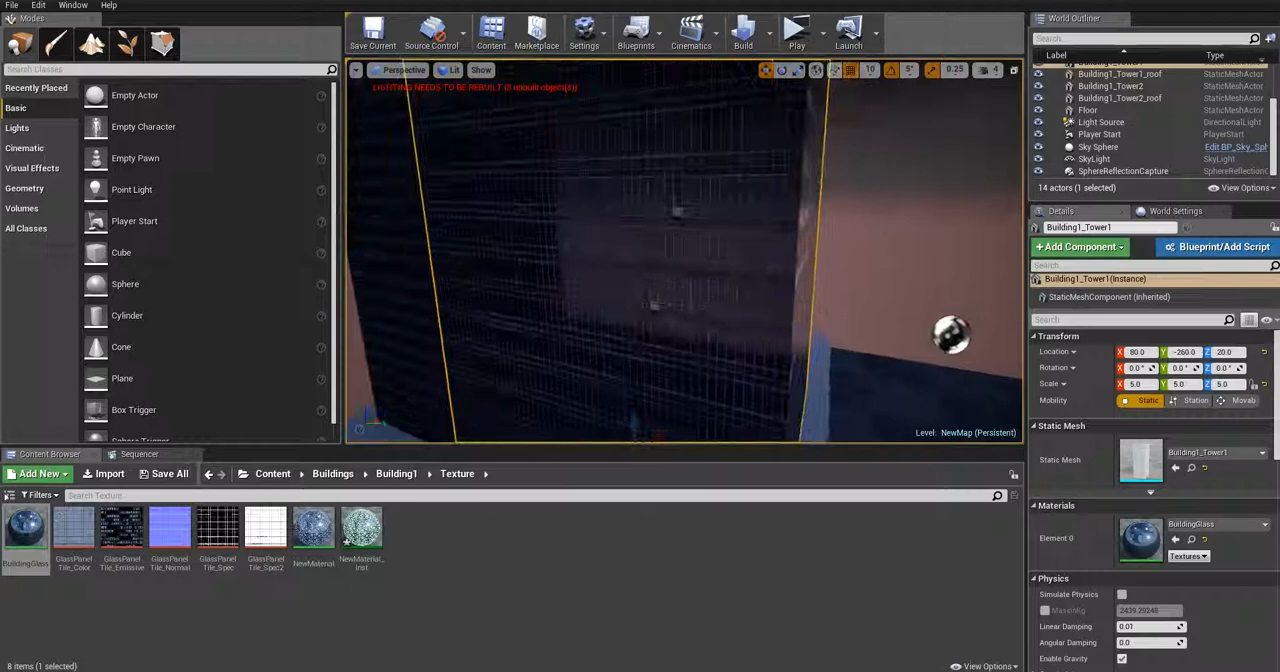 File Edit Window Help
Modes
Search Classes
Recently Placed
Basic
Lights
Cinematic
Visual Effects
Geometry
Volumes
All Classes
Empty Actor
Empty Character
Empty Pawn
Point Light
Player Start
Cube
Sphere
Cylinder
Cone
Plane
Box Trigger
Save Current
Source Control
Content
Marketplace
Settings
Blueprints
Cinematics
Build
Play
Launch
Perspective Lit Show
10 5° 0.25 4
LIGHTING NEEDS TO BE REBUILT (8 unbuilt object(s))
Level: NewMap (Persistent)
World Outliner
Search...
Label Type
Building1_Tower1_roof StaticMeshActor
Building1_Tower2 StaticMeshActor
Building1_Tower2_roof StaticMeshActor
Floor StaticMeshActor
Light Source DirectionalLight
Player Start PlayerStart
Sky Sphere Edit BP_Sky_Sph
SkyLight SkyLight
SphereReflectionCapture SphereReflectionC
14 actors (1 selected) View Options
Details World Settings
Building1_Tower1
+Add Component Blueprint/Add Script
Search
Building1_Tower1(Instance)
StaticMeshComponent (Inherited)
Search
Transform
Location X 80.0 Y -260.0 Z 20.0
Rotation X 0.0 ° Y 0.0 ° Z 0.0 °
Scale X 5.0 Y 5.0 Z 5.0
Mobility Static Station Movab
Static Mesh
Static Mesh Building1_Tower1
Materials
Element 0 BuildingGlass
Textures
Physics
Simulate Physics
MassInKg 2439.29248
Linear Damping 0.01
Angular Damping 0.0
Enable Gravity
Content Browser Sequencer
Add New Import Save All Content Buildings Building1 Texture
Filters Search Texture
BuildingGlass
GlassPanel
Tile_Color
GlassPanel
Tile_Emissive
GlassPanel
Tile_Normal
GlassPanel
Tile_Spec
GlassPanel
Tile_Spec2
NewMaterial
NewMaterial_
Inst
8 items (1 selected) View Options